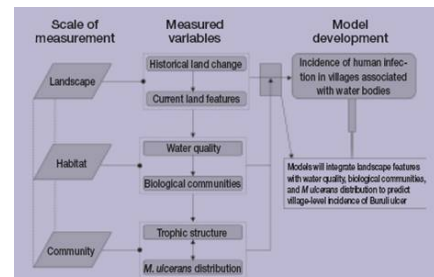 Scale of
measurement
Measured
variables
Model
development
Landscape
Historical land change
Current land features
Incidence of human infec-
tion in villages associated
with water bodies
Habitat
Water quality
Biological communities
Models will integrate landscape features
with water quality, biological communities,
and M ulcerans distribution to predict
village-level incidence of Buruli ulcer
Community
Trophic structure
M. ulcerans distribution